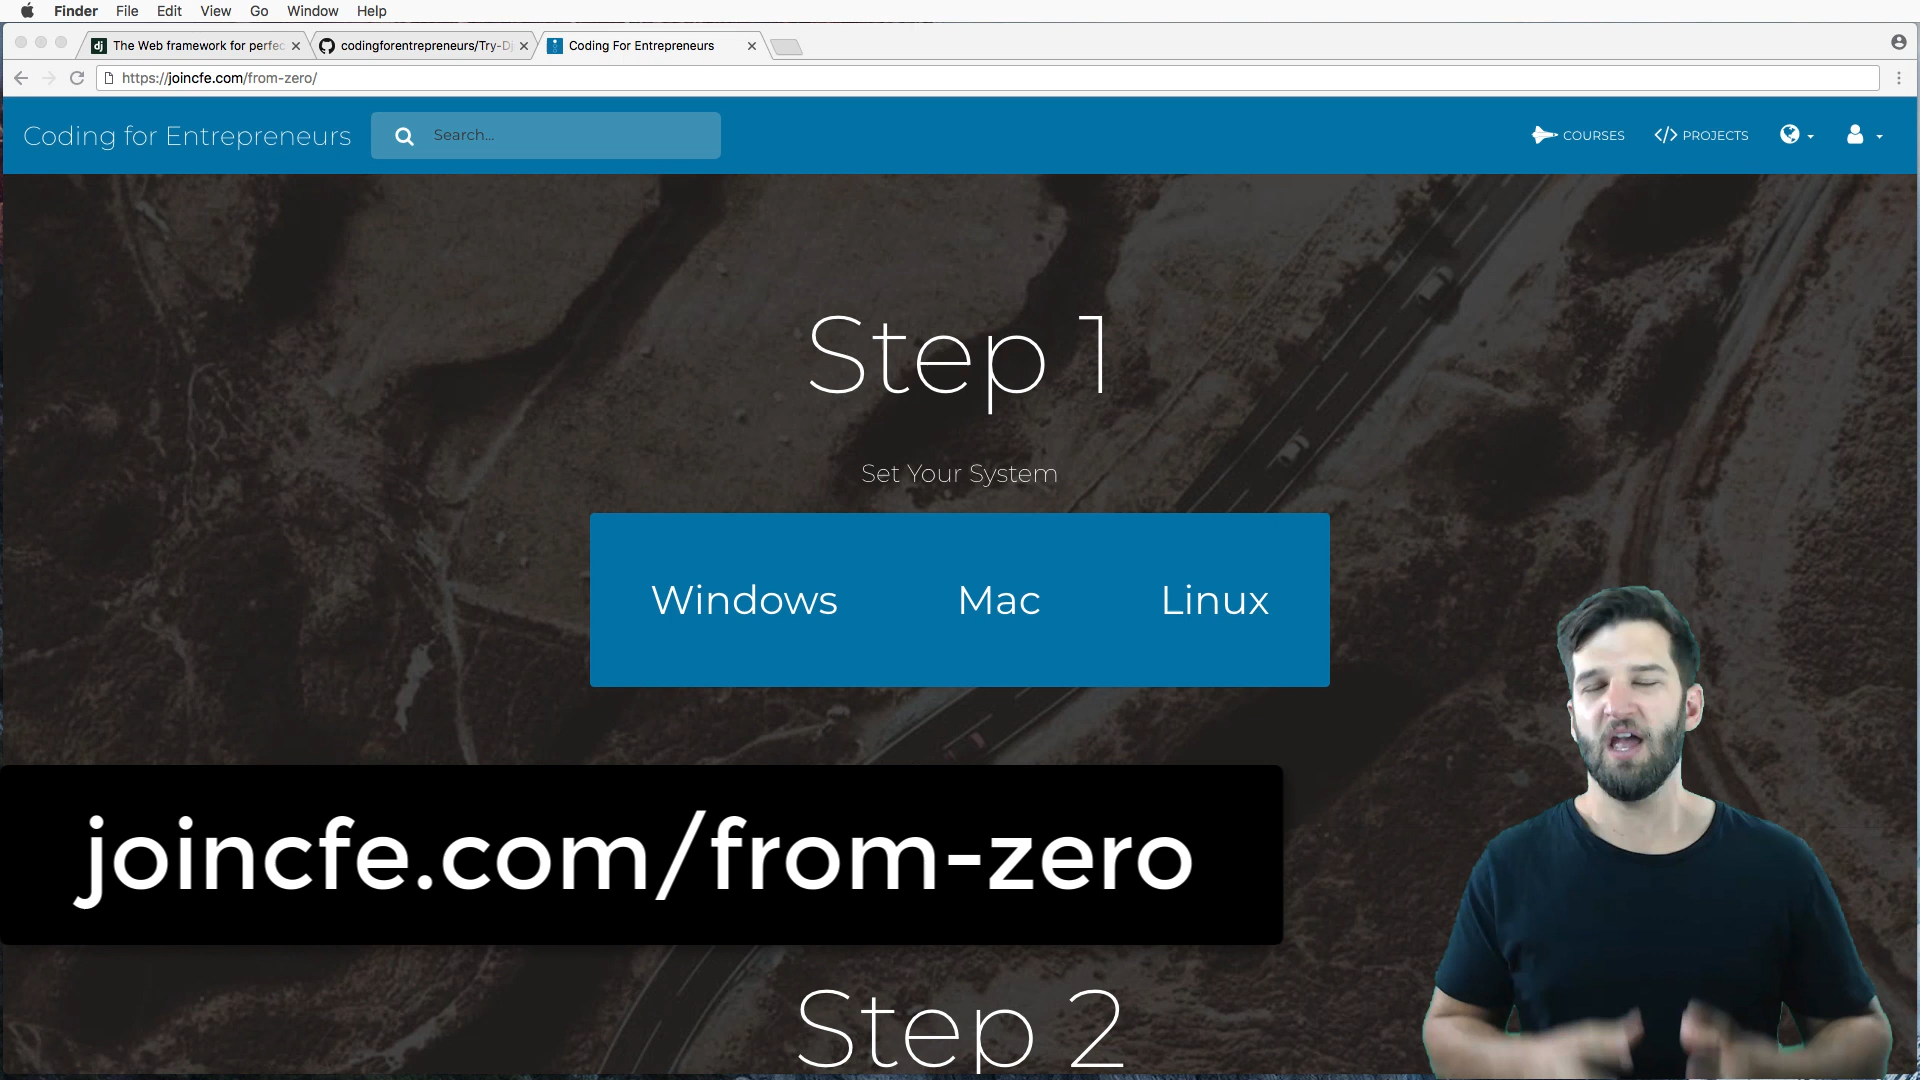 Finder File Edit View Go Window Help
The Web framework for perfec
codingforentrepreneurs/Try-D
Coding For Entrepreneurs
https://joincfe.com/from-zero/
Coding for Entrepreneurs
Search...
COURSES
PROJECTS
Step 1
Set Your System
Windows Mac Linux
joincfe.com/from-zero
Step 2